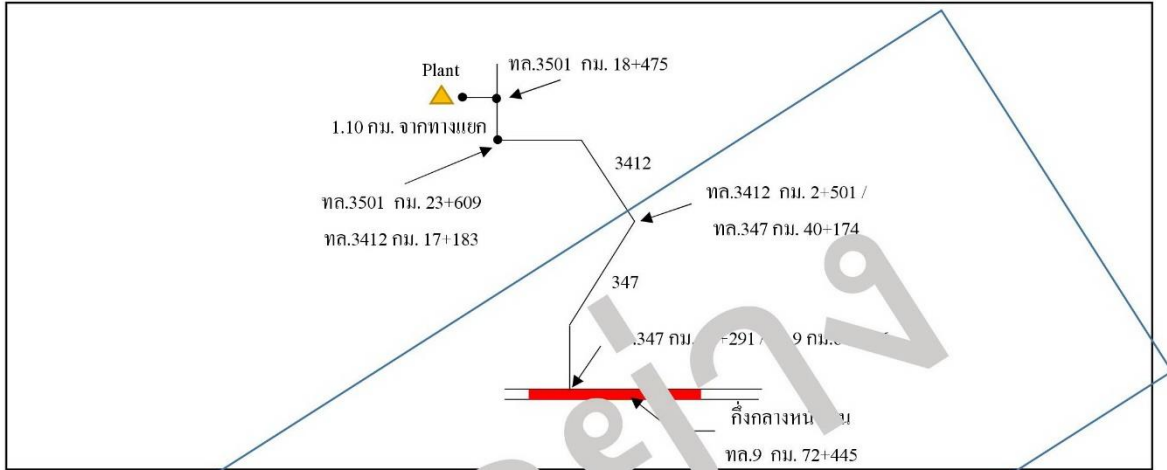 Plant
ทล.3501 กม. 18+475
1.10 กม. จากทางแยก
3412
ทล.3501 กม. 23+609
ทล.3412 กม. 17+183
ทล.3412 กม. 2+501 /
ทล.347 กม. 40+174
347
.347 กม. +291 / 9 กม.
กึ่งกลาง
ทล.9 กม. 72+445